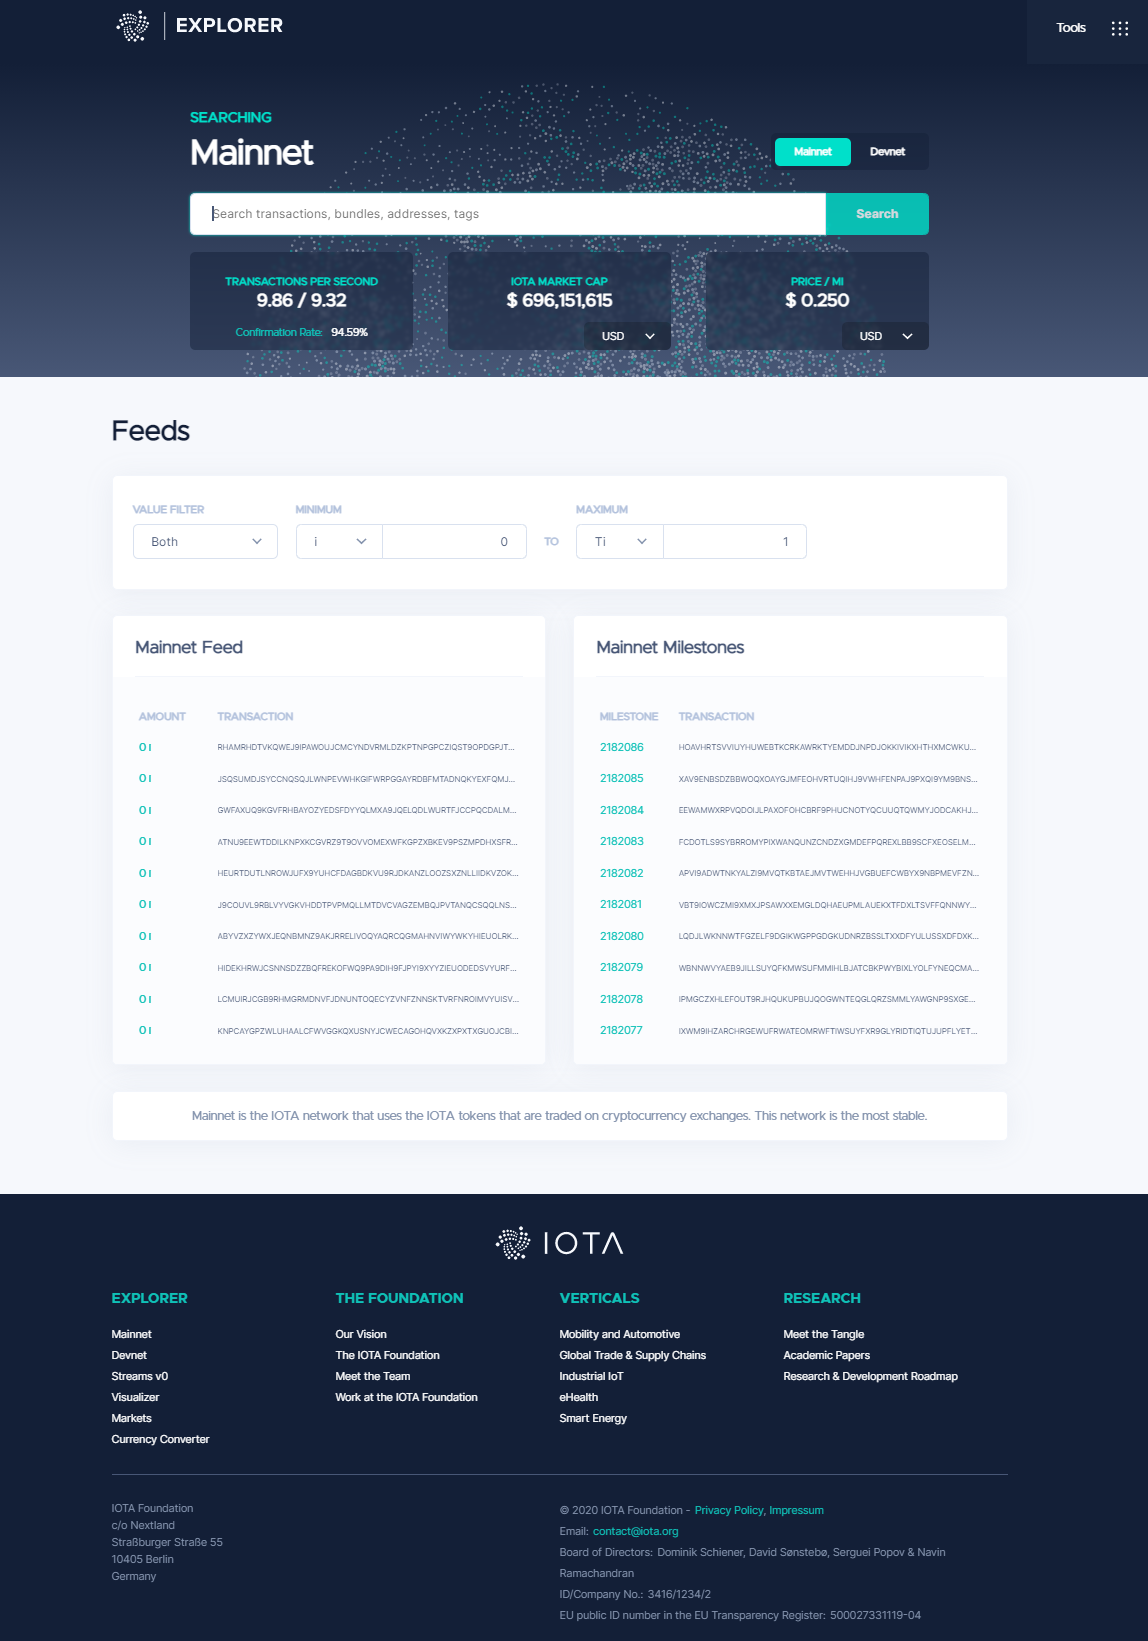 EXPLORER
Tools
SEARCHING
Mainnet
Mainnet Devnet
Search transactions, bundles, addresses, tags
Search
TRANSACTIONS PER SECOND
9.86 / 9.32
Confirmation Rate: 94.59%
IOTA MARKET CAP
$ 696,151,615
USD
PRICE / MI
$ 0.250
USD
Feeds
VALUE FILTER
Both
MINIMUM
i 0
TO
MAXIMUM
Ti 1
Mainnet Feed
AMOUNT TRANSACTION
0 I RHAMRHDTVKQWEJ9IPAWOUJCMCYNDVRMLDZKPTNPGPCZIQST9OPDGPJT...
0 I JSQSUMDJSYCCNQSQJLWNPEVWHKGIFWRPGGAYRDBFMTADNQKYEXFQMJ...
0 I GWFAXUQ9KGVFRHBAYOZYEDSFDYYQLMXA9JQELQDLWURTFJCCPQCDALM...
0 I ATNU9EEWTDDILKNPXKCGVRZ9T9OVVOMEXWFKGPZXBKEV9PSZMPDHXSFR...
0 I HEURTDUTLNROWJUFX9YUHCFDAGBDKVU9RJDKANZLOOZSXZNLLIIDKVZOK...
0 I J9COUVL9RBLVYVGKVHDDTPVPMQLLMTDVCVAGZEMBQJPVTANQCSQQLNS...
0 I ABYVZXZYWXJEQNBMNZ9AKJRRELIVOQYAQRCQGMAHNVIWYWKYHIEUOLRK...
0 I HIDEKHRWJCSNNSDZZBQFREKOFWQ9PA9DIH9FJPYI9XYYZIEUODEDSVYURF...
0 I LCMUIRJCGB9RHMGRMDNVFJDNUNTOQECYZVNFZNNSKTVRFNROIMVYUISV...
0 I KNPCAYGPZWLUHAALCFWVGGKQXUSNYJCWECAGOHQVXKZXPXTXGUOJCBI...
Mainnet Milestones
MILESTONE TRANSACTION
2182086 HOAVHRTSVVIUYHUWEBTKCRKAWRKTYEMDDJNPDJOKKIVIKXHTHXMCWKU...
2182085 XAV9ENBSDZBBWOQXOAYGJMFEOHVRTUQIHJ9VWHFENPAJ9PXQI9YM9BNS...
2182084 EEWAMWXRPVQDOIJLPAXOFOHCBRF9PHUCNOTYQCUUQTQWMYJODCAKHJ...
2182083 FCDOTLS9SYBRROMYPIXWANQUNZCNDZXGMDEFPQREXLBB9SCFXEOSELM...
2182082 APVI9ADWTNKYALZI9MVQTKBTAEJMVTWEHHJVGBUEFCWBYX9NBPMEVFZN...
2182081 VBT9IOWCZMI9XMXJPSAWXXEMGLDQHAEUPMLAUEKXTFDXLTSVFFQNNWY...
2182080 LQDJLWKNNWTFGZELF9DGIKWGPPGDGKUDNRZBSSLTXXDFYULUSSXDFDXK...
2182079 WBNNWVYAEB9JILLSUYQFKMWSUFMMIHLBJATCBKPWYBIXLYOLFYNEQCMA...
2182078 IPMGCZXHLEFOUT9RJHQUKUPBUJQOGWNTEQGLQRZSMMLYAWGNP9SXGE...
2182077 IXWM9IHZARCHRGEWUFRWATEOMRWFTIWSUYFXR9GLYRIDTIQTUJUPFLYET...
Mainnet is the IOTA network that uses the IOTA tokens that are traded on cryptocurrency exchanges. This network is the most stable.
IOTA
EXPLORER
Mainnet
Devnet
Streams v0
Visualizer
Markets
Currency Converter
THE FOUNDATION
Our Vision
The IOTA Foundation
Meet the Team
Work at the IOTA Foundation
VERTICALS
Mobility and Automotive
Global Trade & Supply Chains
Industrial IoT
eHealth
Smart Energy
RESEARCH
Meet the Tangle
Academic Papers
Research & Development Roadmap
IOTA Foundation
c/o Nextland
Straßburger Straße 55
10405 Berlin
Germany
© 2020 IOTA Foundation - Privacy Policy, Impressum
Email: contact@iota.org
Board of Directors: Dominik Schiener, David Sønstebø, Serguei Popov & Navin
Ramachandran
ID/Company No.: 3416/1234/2
EU public ID number in the EU Transparency Register: 500027331119-04